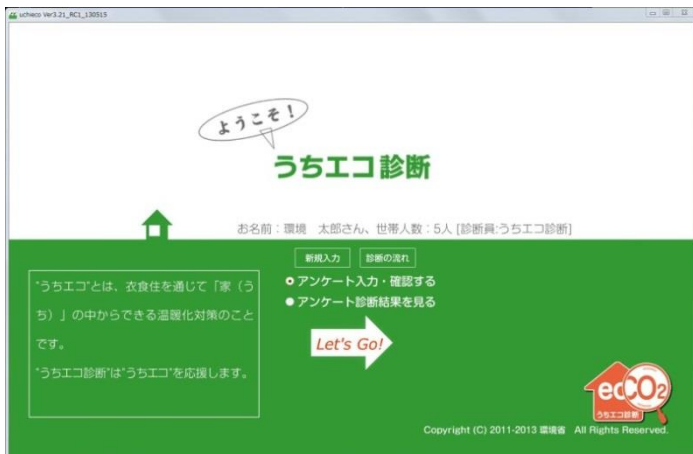 ucheco Ver3.21_RC1_130515
ようこそ!
うちエコ診断
お名前:環境 太郎さん、世帯人数:5人 [診断員:うちエコ診断]
新規入力 診断の流れ
アンケート入力・確認する
アンケート診断結果を見る
Let's Go!
"うちエコ"とは、衣食住を通じて「家(う
ち)」の中からできる温暖化対策のこと
です。
"うちエコ診断"は"うちエコ"を応援します。
ecCO2
うちエコ診断
Copyright (C) 2011-2013 環境省 All Rights Reserved.